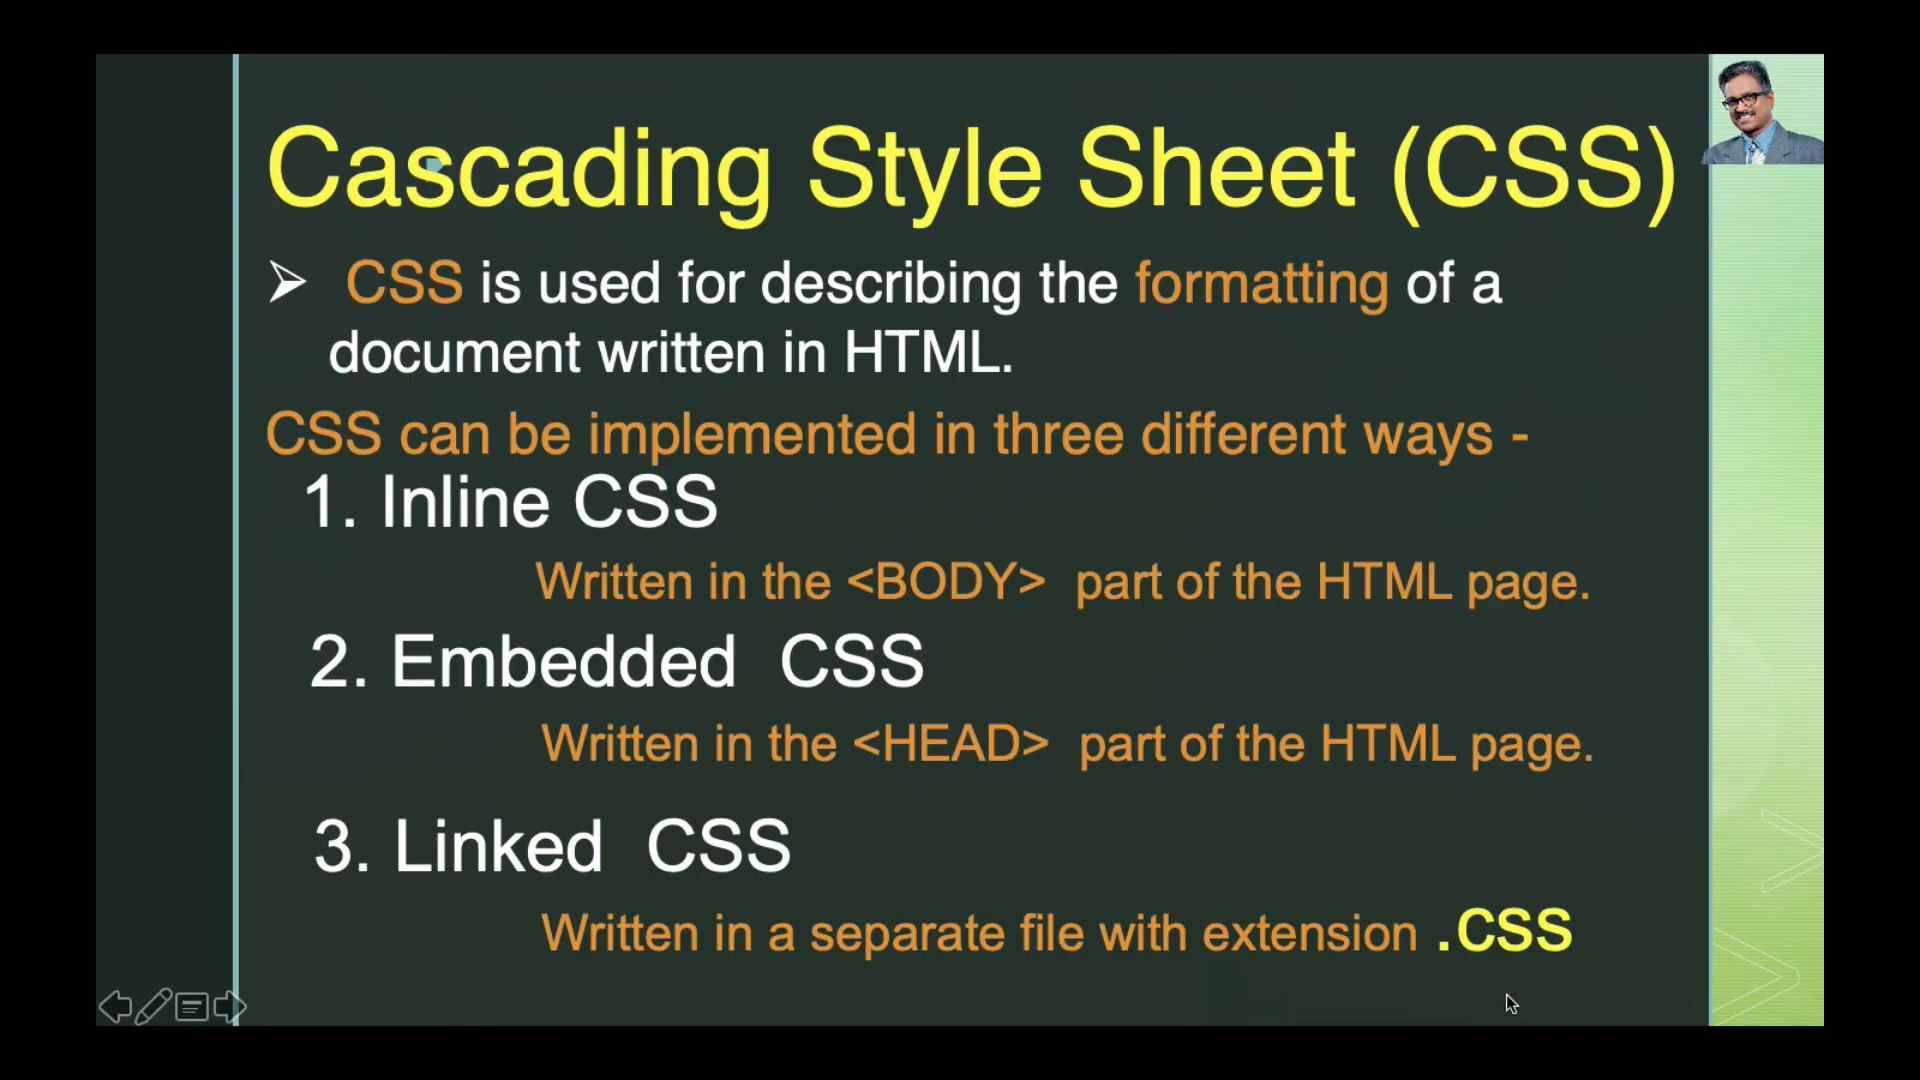 Cascading Style Sheet (CSS)
➢ CSS is used for describing the formatting of a
document written in HTML.
CSS can be implemented in three different ways -
1. Inline CSS
Written in the <BODY> part of the HTML page.
2. Embedded CSS
Written in the <HEAD> part of the HTML page.
3. Linked CSS
Written in a separate file with extension .CSS